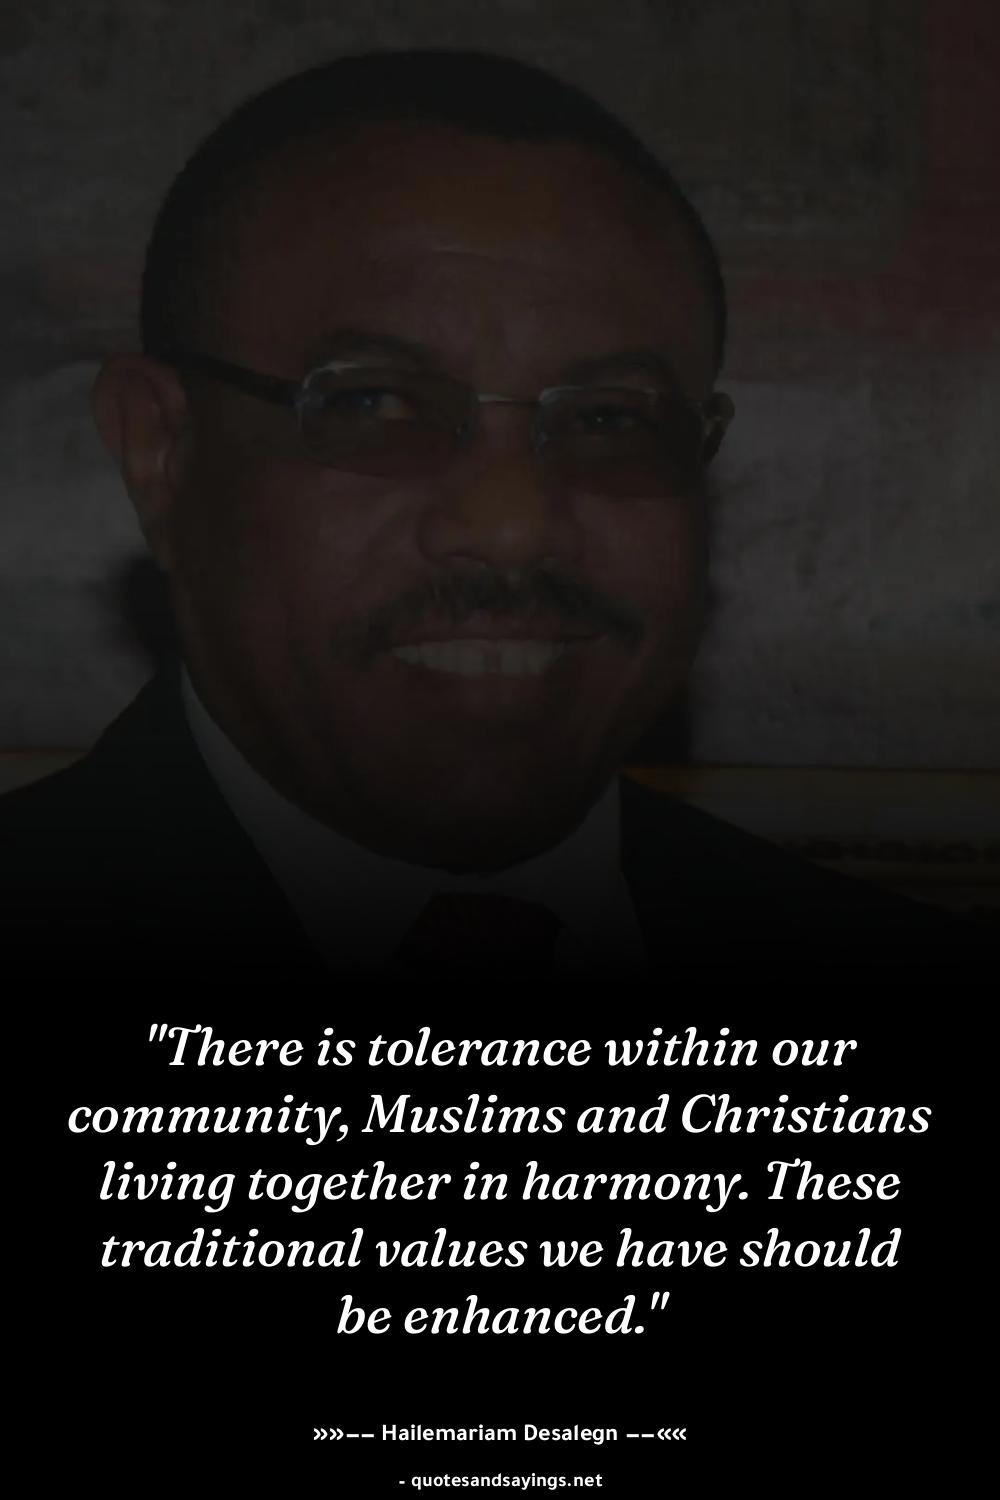 "There is tolerance within our
community, Muslims and Christians
living together in harmony. These
traditional values we have should
be enhanced."
»»−− Hailemariam Desalegn −−««
- quotesandsayings.net